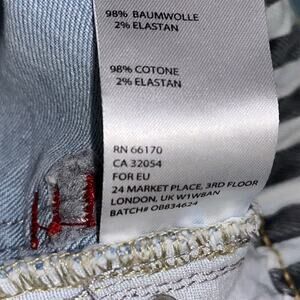 98% BAUMWOLLE
2% ELASTAN
98% COTONE
2% ELASTAN
RN 66170
CA 32054
FOR EU
24 MARKET PLACE, 3RD FLOOR
LONDON, UK W1W8AN
BATCH# OB834624